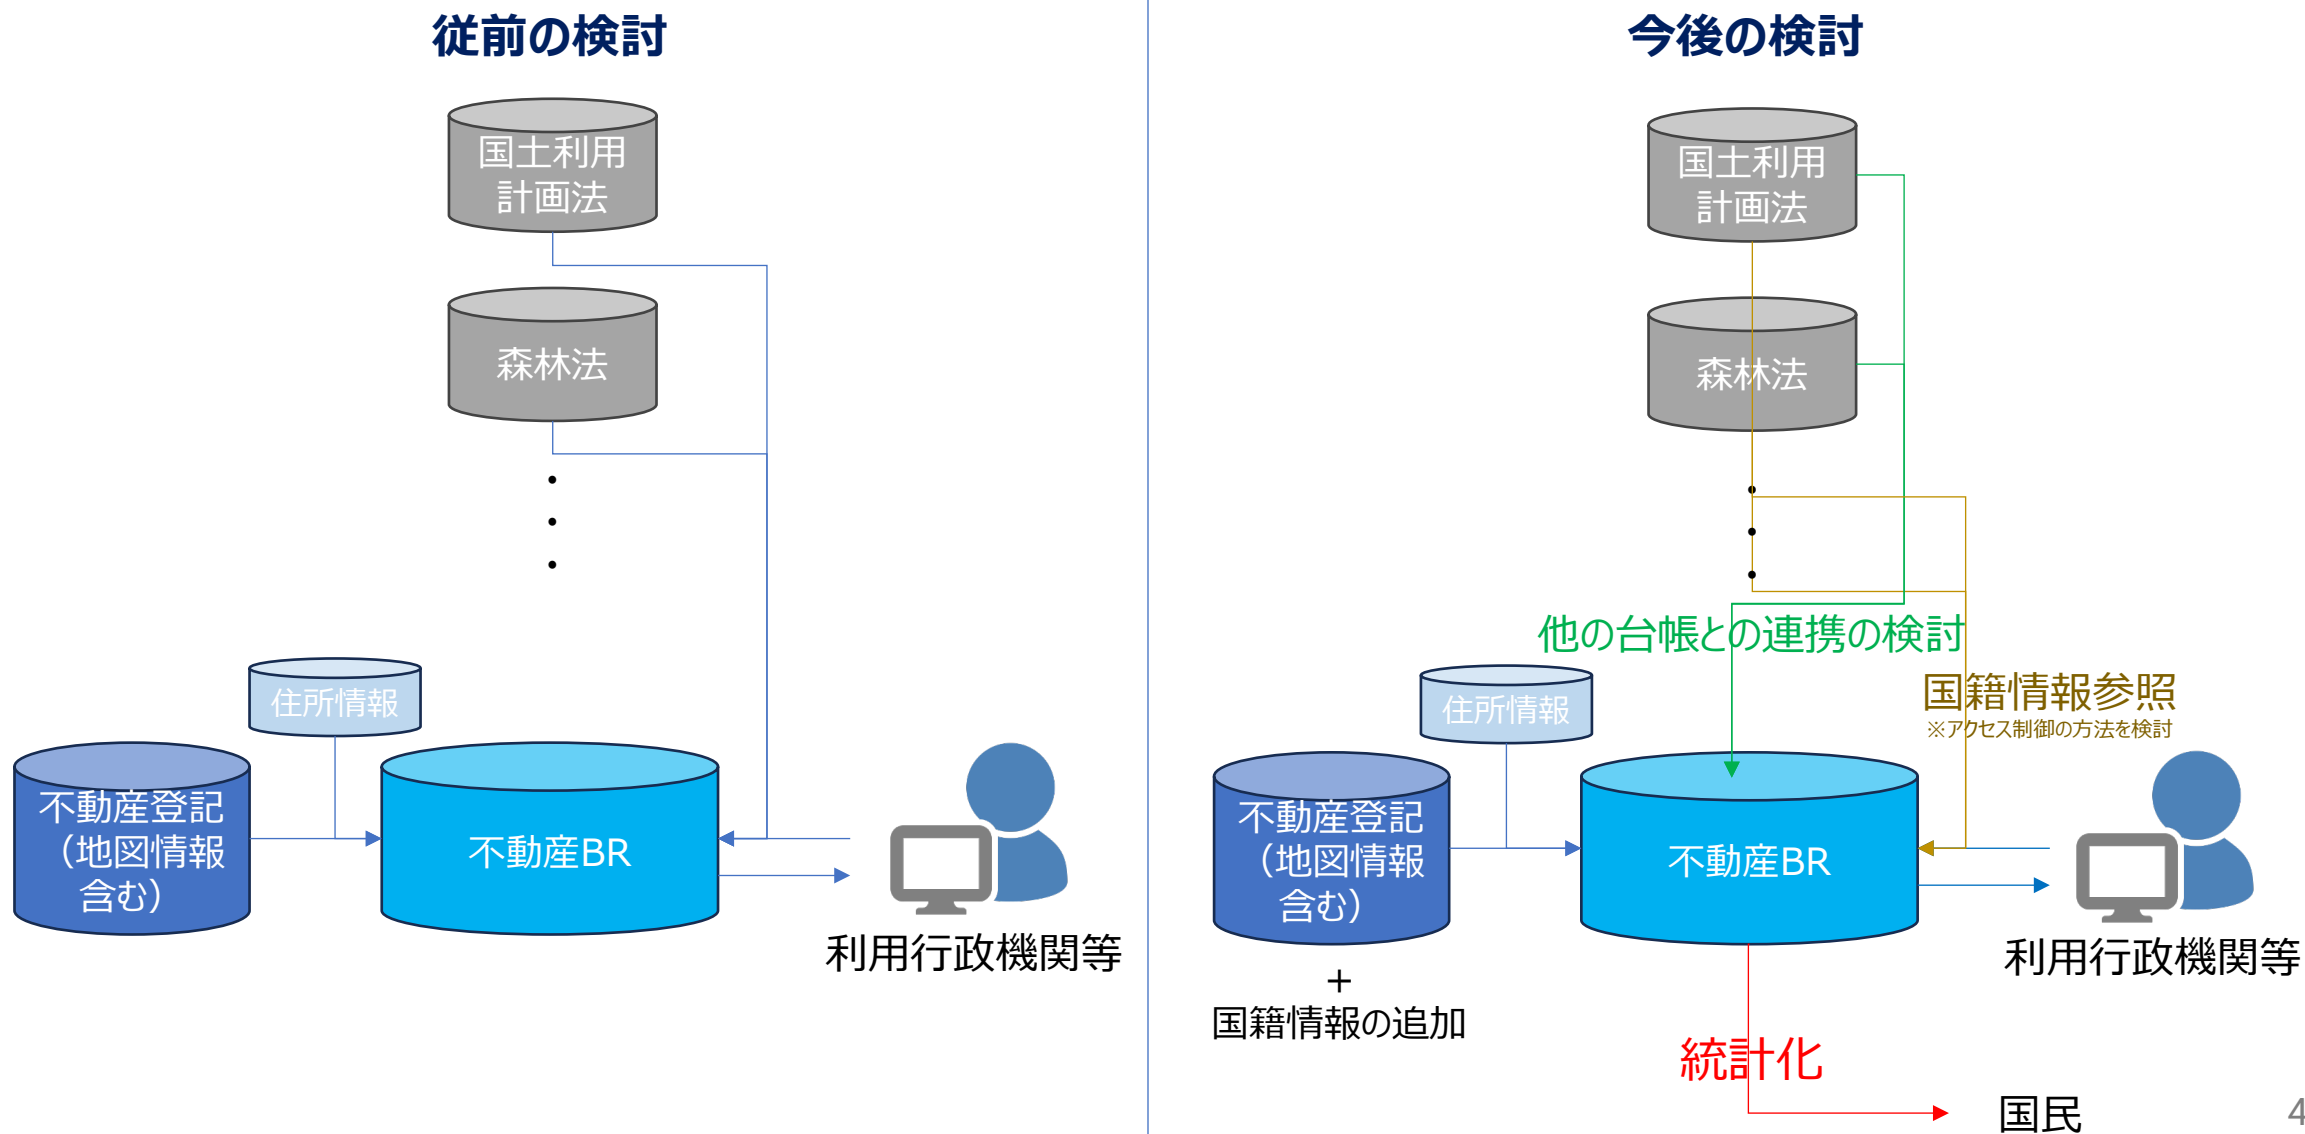 従前の検討
国土利用
計画法
森林法
・
・
・
住所情報
不動産登記
（地図情報
含む）
不動産BR
利用行政機関等
今後の検討
国土利用
計画法
森林法
・
・
・
他の台帳との連携の検討
国籍情報参照
※アクセス制御の方法を検討
住所情報
不動産登記
（地図情報
含む）
不動産BR
利用行政機関等
＋
国籍情報の追加
統計化
国民
4